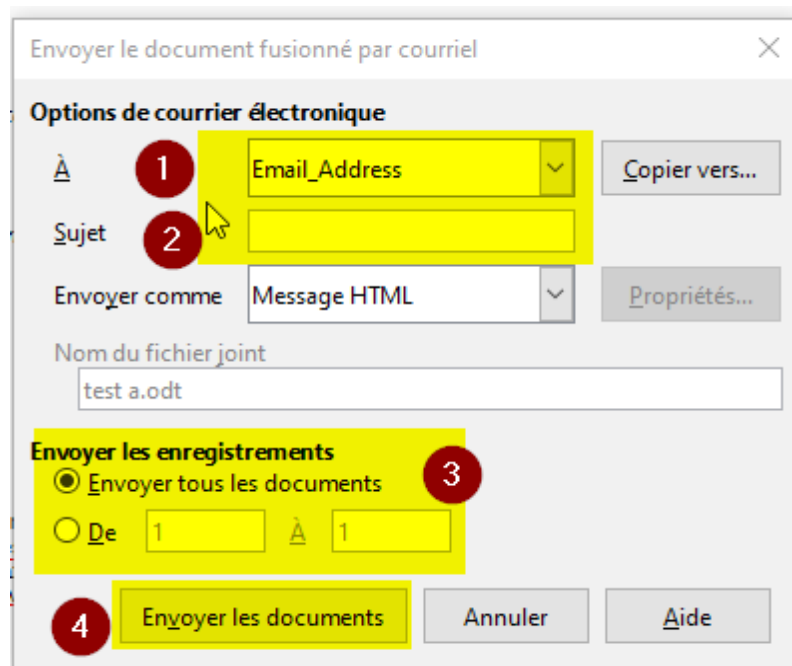 Envoyer le document fusionné par courriel
Options de courrier électronique
À 1 Email_Address Copier vers...
Sujet 2
Envoyer comme Message HTML Propriétés...
Nom du fichier joint
test a.odt
Envoyer les enregistrements
Envoyer tous les documents 3
De 1 À 1
4 Envoyer les documents Annuler Aide